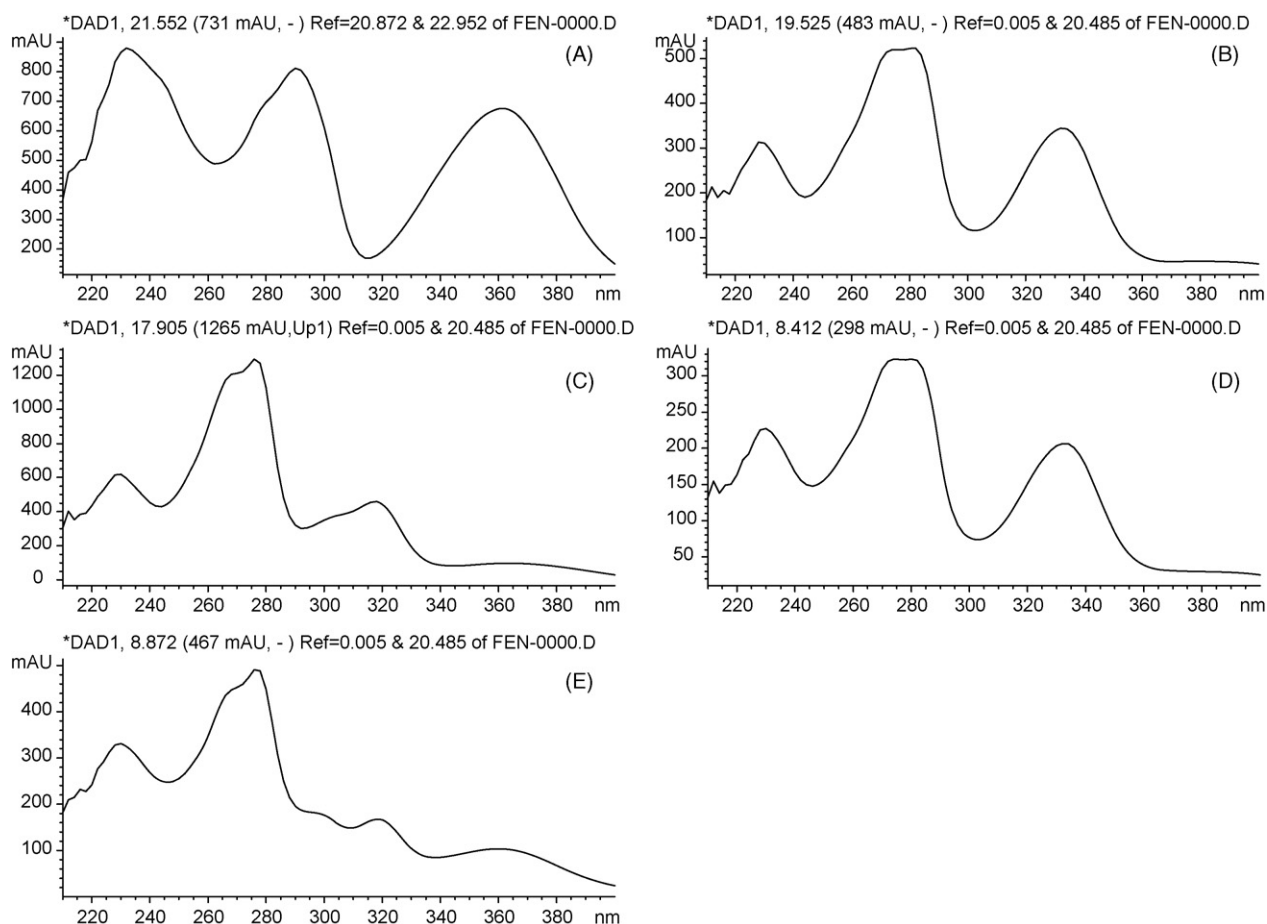 *DAD1, 21.552 (731 mAU, - ) Ref=20.872 & 22.952 of FEN-0000.D
mAU
(A)
800
700
600
500
400
300
200
220 240 260 280 300 320 340 360 380 nm
*DAD1, 19.525 (483 mAU, - ) Ref=0.005 & 20.485 of FEN-0000.D
mAU
(B)
500
400
300
200
100
220 240 260 280 300 320 340 360 380 nm
*DAD1, 17.905 (1265 mAU,Up1) Ref=0.005 & 20.485 of FEN-0000.D
mAU
(C)
1200
1000
800
600
400
200
0
220 240 260 280 300 320 340 360 380 nm
*DAD1, 8.412 (298 mAU, - ) Ref=0.005 & 20.485 of FEN-0000.D
mAU
(D)
300
250
200
150
100
50
220 240 260 280 300 320 340 360 380 nm
*DAD1, 8.872 (467 mAU, - ) Ref=0.005 & 20.485 of FEN-0000.D
mAU
(E)
400
300
200
100
220 240 260 280 300 320 340 360 380 nm